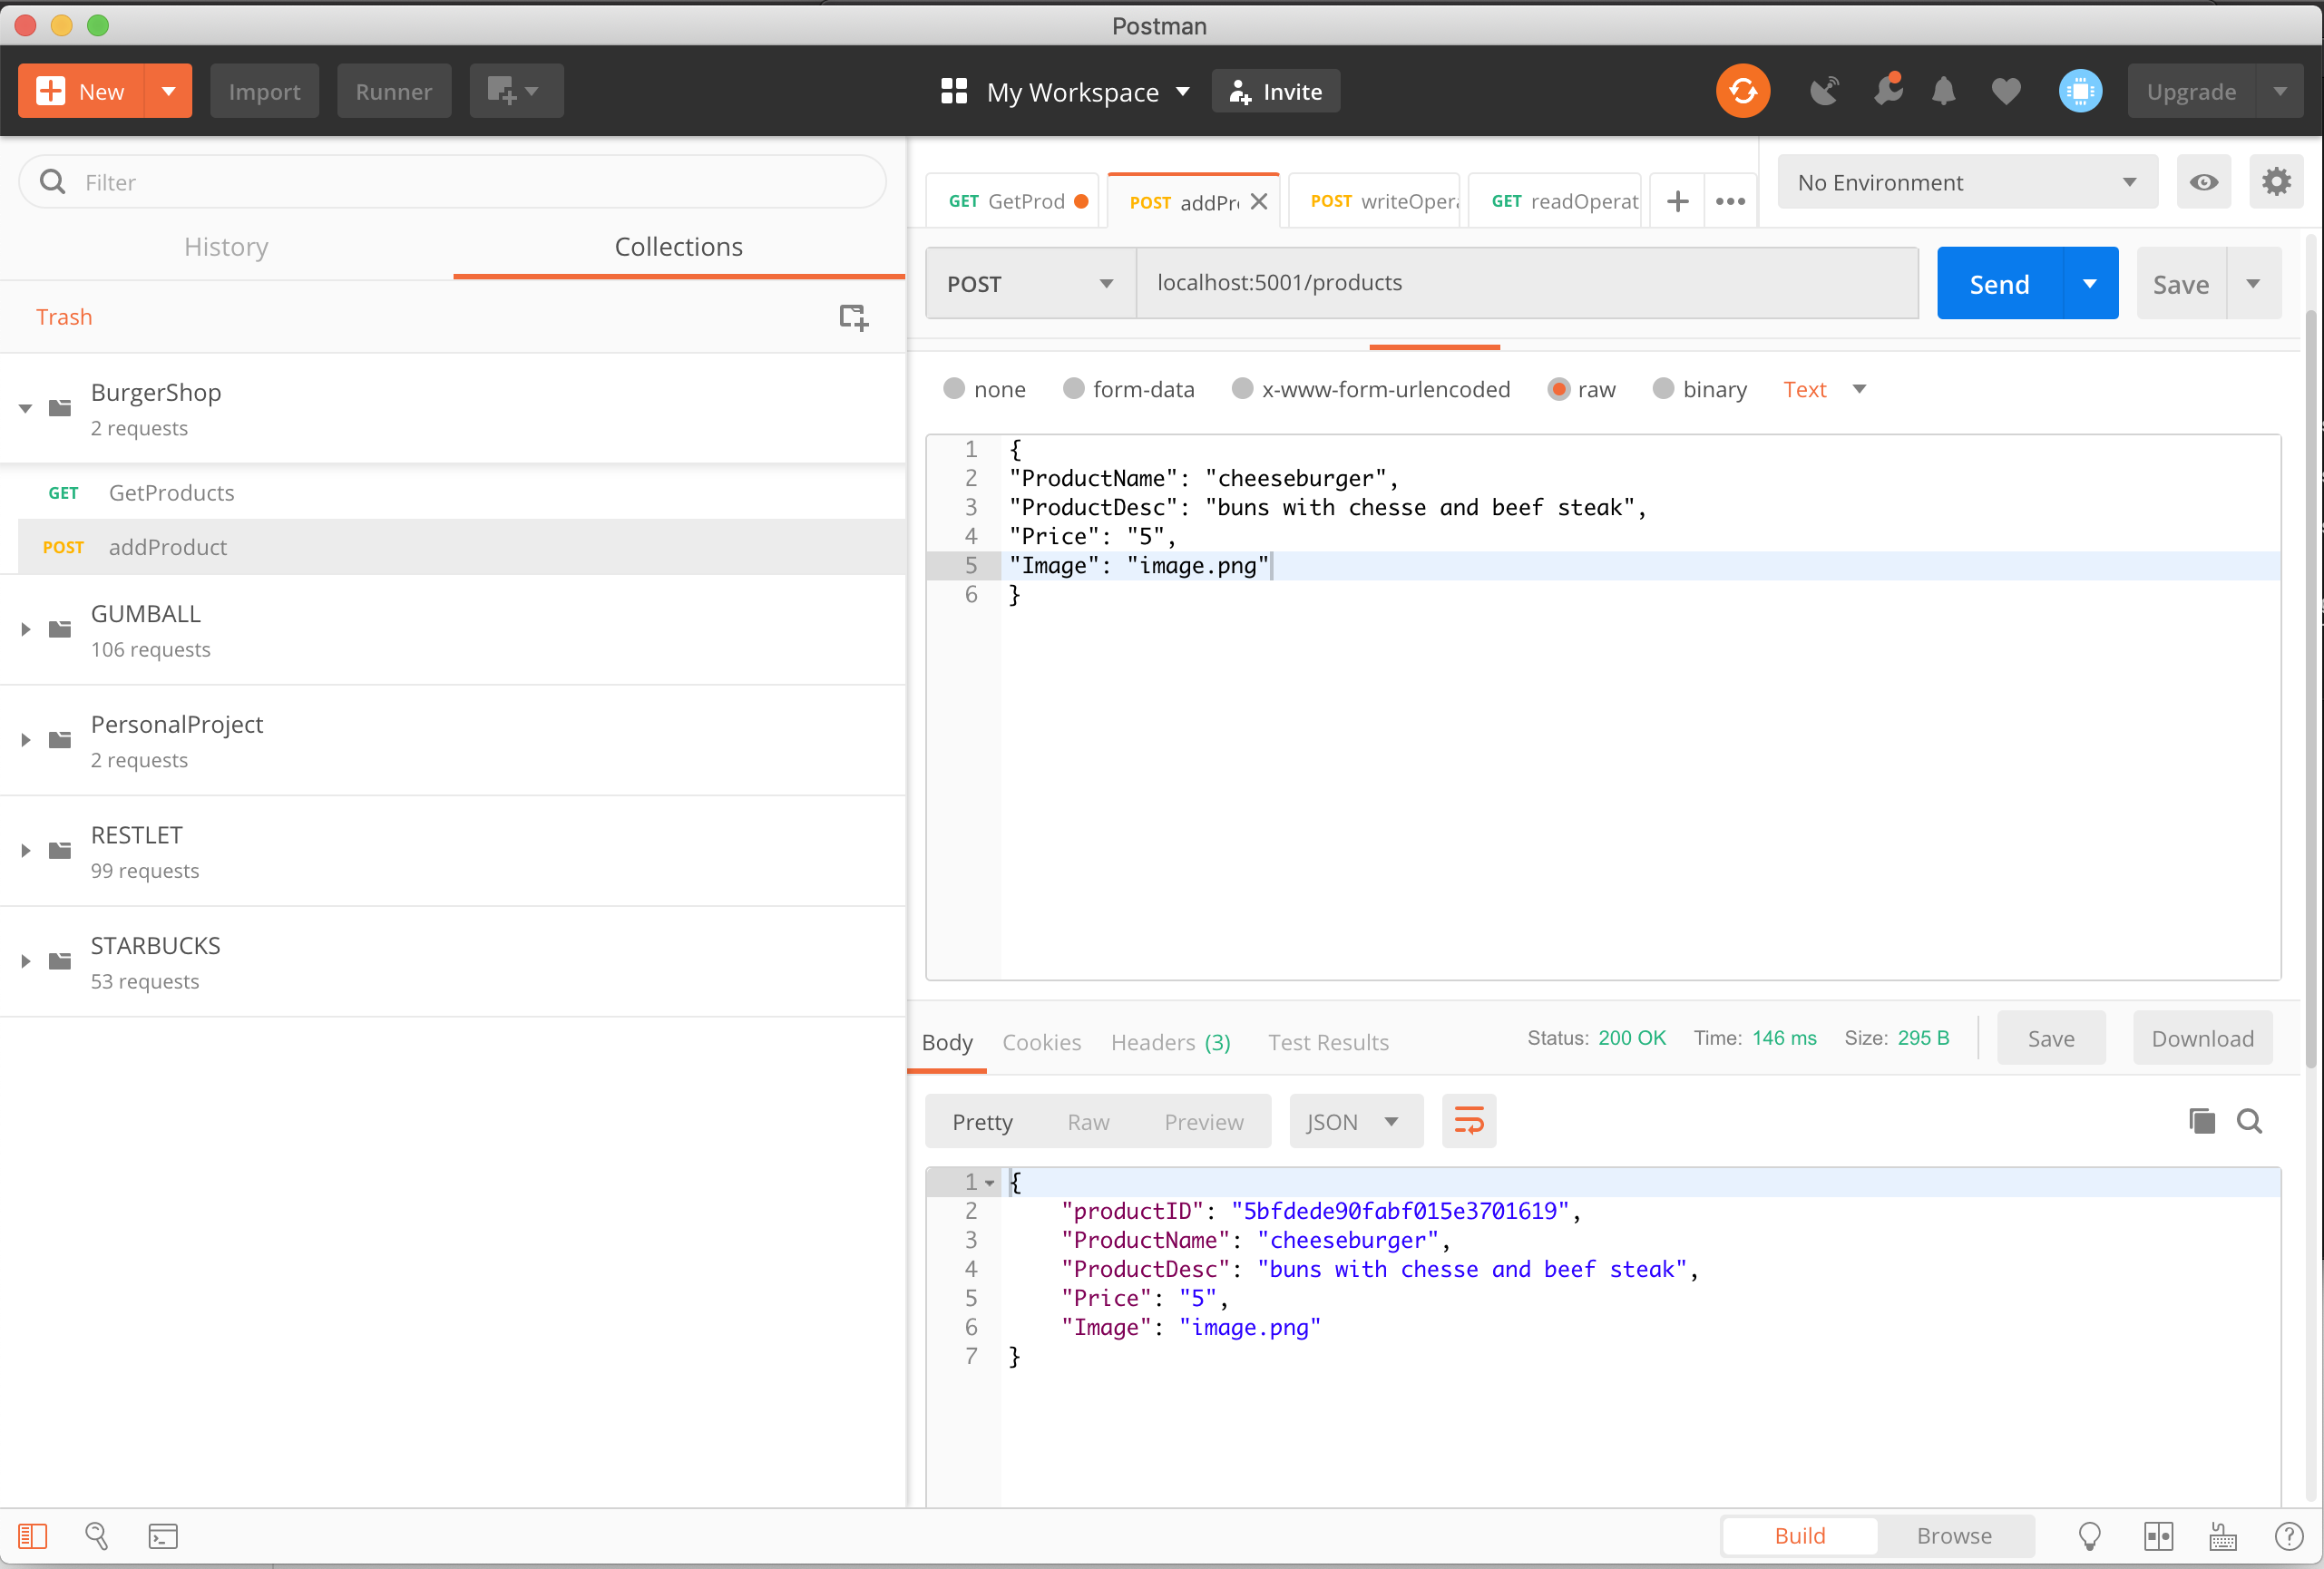 Postman
New
Import
Runner
My Workspace
Invite
Upgrade
Filter
History
Collections
Trash
BurgerShop
2 requests
GET GetProducts
POST addProduct
GUMBALL
106 requests
PersonalProject
2 requests
RESTLET
99 requests
STARBUCKS
53 requests
GET GetProd
POST addPr
POST writeOper
GET readOperat
No Environment
POST
localhost:5001/products
Send
Save
none
form-data
x-www-form-urlencoded
raw
binary
Text
1 {
2 "ProductName": "cheeseburger",
3 "ProductDesc": "buns with chesse and beef steak",
4 "Price": "5",
5 "Image": "image.png"
6 }
Body
Cookies
Headers (3)
Test Results
Status: 200 OK
Time: 146 ms
Size: 295 B
Save
Download
Pretty
Raw
Preview
JSON
1 {
2 "productID": "5bfdede90fabf015e3701619",
3 "ProductName": "cheeseburger",
4 "ProductDesc": "buns with chesse and beef steak",
5 "Price": "5",
6 "Image": "image.png"
7 }
Build
Browse